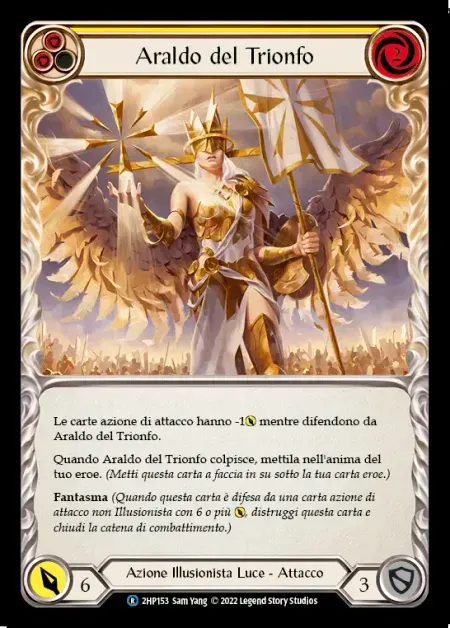 2
Araldo del Trionfo
Le carte azione di attacco hanno -1 mentre difendono da
Araldo del Trionfo.
Quando Araldo del Trionfo colpisce, mettila nell'anima del
tuo eroe. (Metti questa carta a faccia in su sotto la tua carta eroe.)
Fantasma (Quando questa carta è difesa da una carta azione di
attacco non Illusionista con 6 o più , distruggi questa carta e
chiudi la catena di combattimento.)
6
Azione Illusionista Luce - Attacco
3
R 2HP153 Sam Yang © 2022 Legend Story Studios